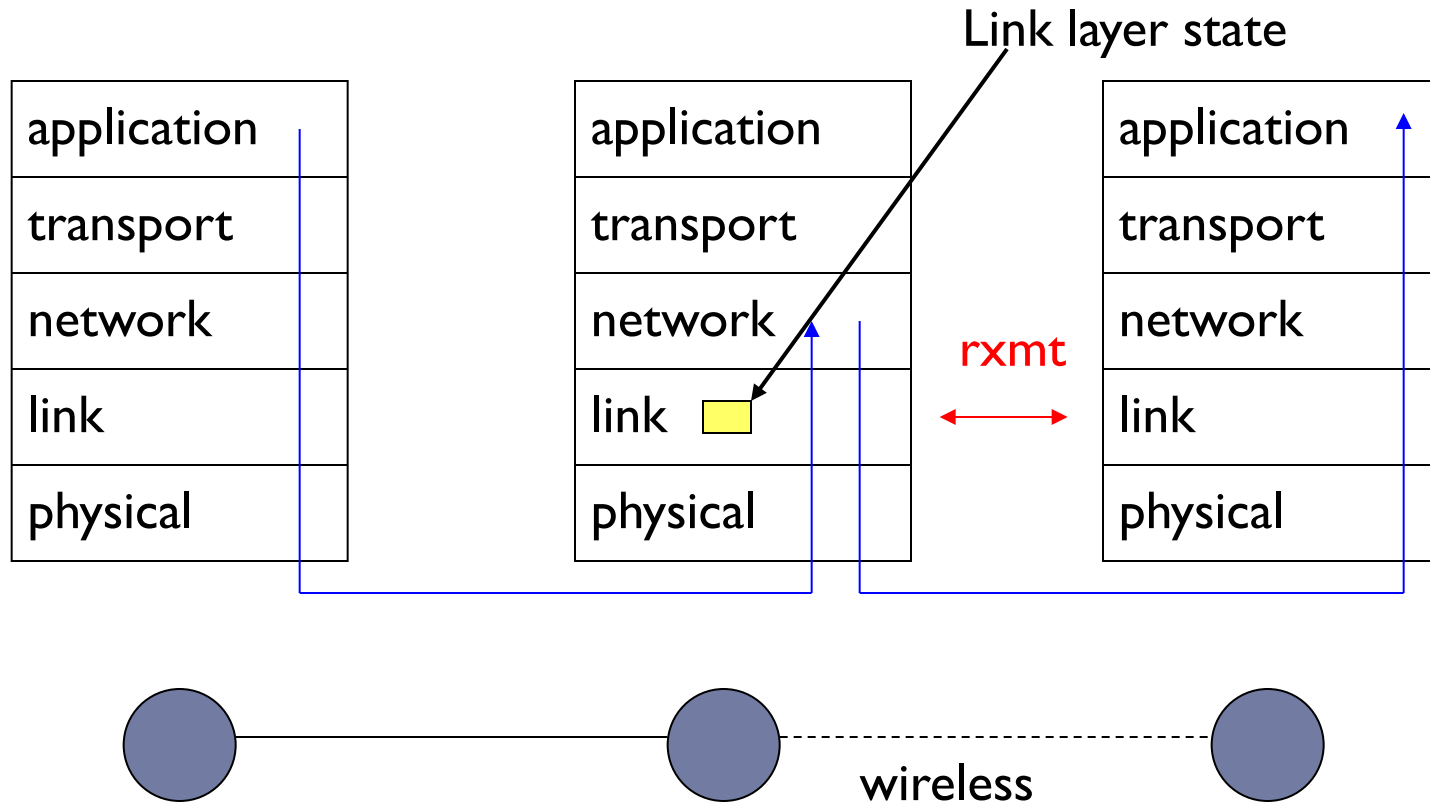 Link layer state
application
transport
network
link
physical
application
transport
network
link
physical
rxmt
application
transport
network
link
physical
wireless